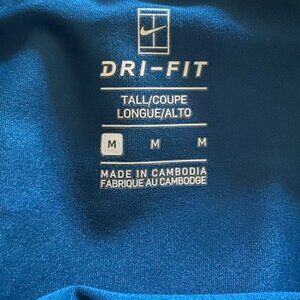 DRI-FIT
TALL/COUPE
LONGUE/ALTO
M M M
MADE IN CAMBODIA
FABRIQUE AU CAMBODGE